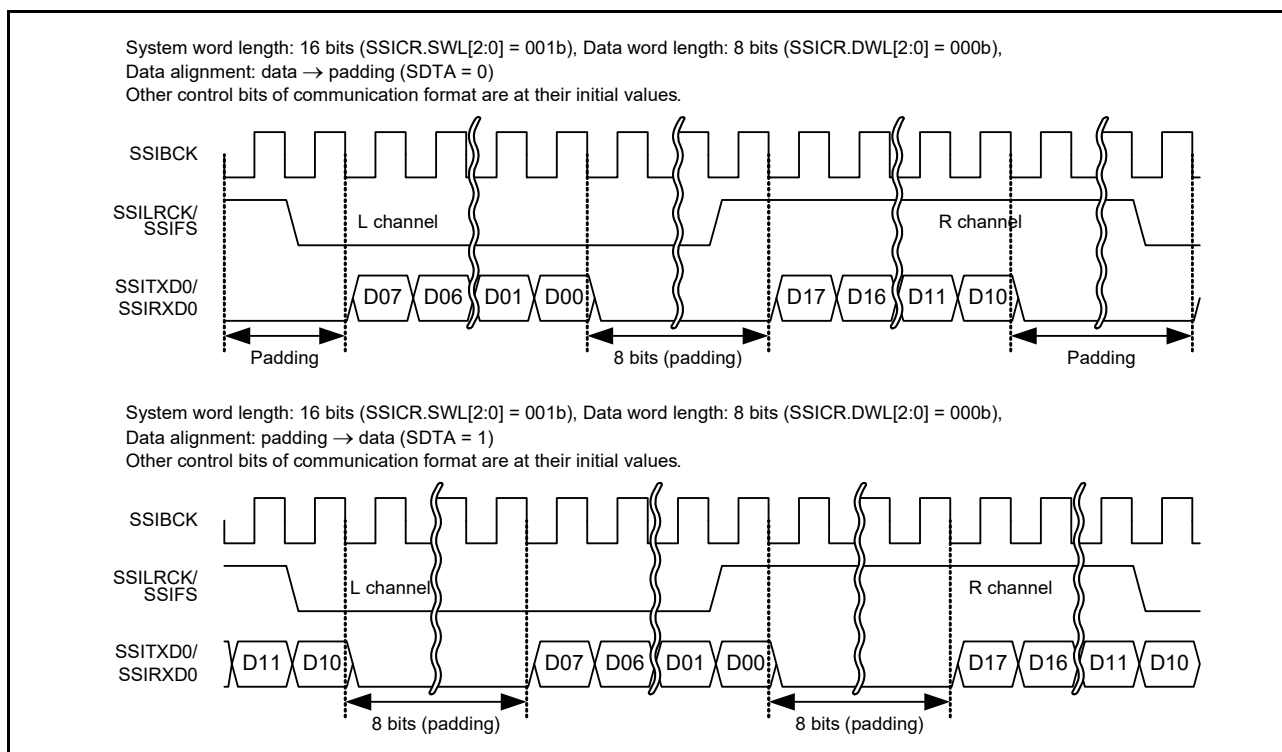 System word length: 16 bits (SSICR.SWL[2:0] = 001b), Data word length: 8 bits (SSICR.DWL[2:0] = 000b),
Data alignment: data → padding (SDTA = 0)
Other control bits of communication format are at their initial values.
SSIBCK
SSILRCK/
SSIFS
L channel
R channel
SSITXD0/
SSIRXD0
D07 D06 D01 D00 D17 D16 D11 D10
Padding
8 bits (padding)
Padding
System word length: 16 bits (SSICR.SWL[2:0] = 001b), Data word length: 8 bits (SSICR.DWL[2:0] = 000b),
Data alignment: padding → data (SDTA = 1)
Other control bits of communication format are at their initial values.
SSIBCK
SSILRCK/
SSIFS
L channel
R channel
SSITXD0/
SSIRXD0
D11 D10 D07 D06 D01 D00 D17 D16 D11 D10
8 bits (padding)
8 bits (padding)